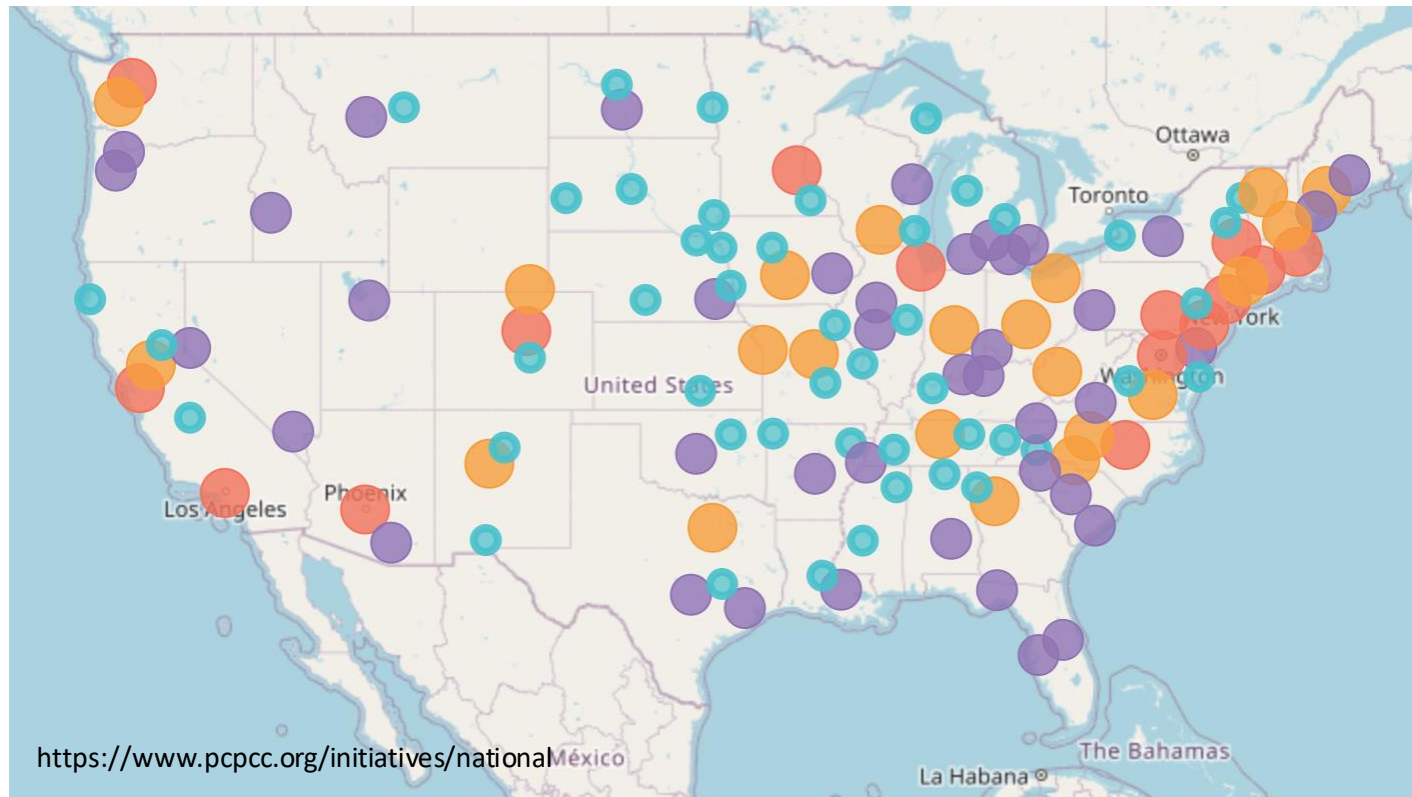 Ottawa
Toronto
New York
United States
Washington
Phoenix
Los Angeles
https://www.pcpcc.org/initiatives/national
México
The Bahamas
La Habana